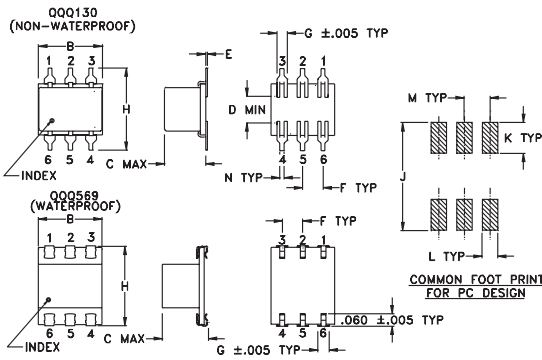 QQQ130
(NON-WATERPROOF)
B
1 2 3
H
6 5 4
INDEX
C MAX
E
G ±.005 TYP
3 2 1
D MIN
4 5 6
N TYP
F TYP
M TYP
K TYP
J
L TYP
COMMON FOOT PRINT
FOR PC DESIGN
QQQ569
(WATERPROOF)
B
1 2 3
H
6 5 4
INDEX
C MAX
F TYP
3 2 1
4 5 6
.060 ±.005 TYP
G ±.005 TYP